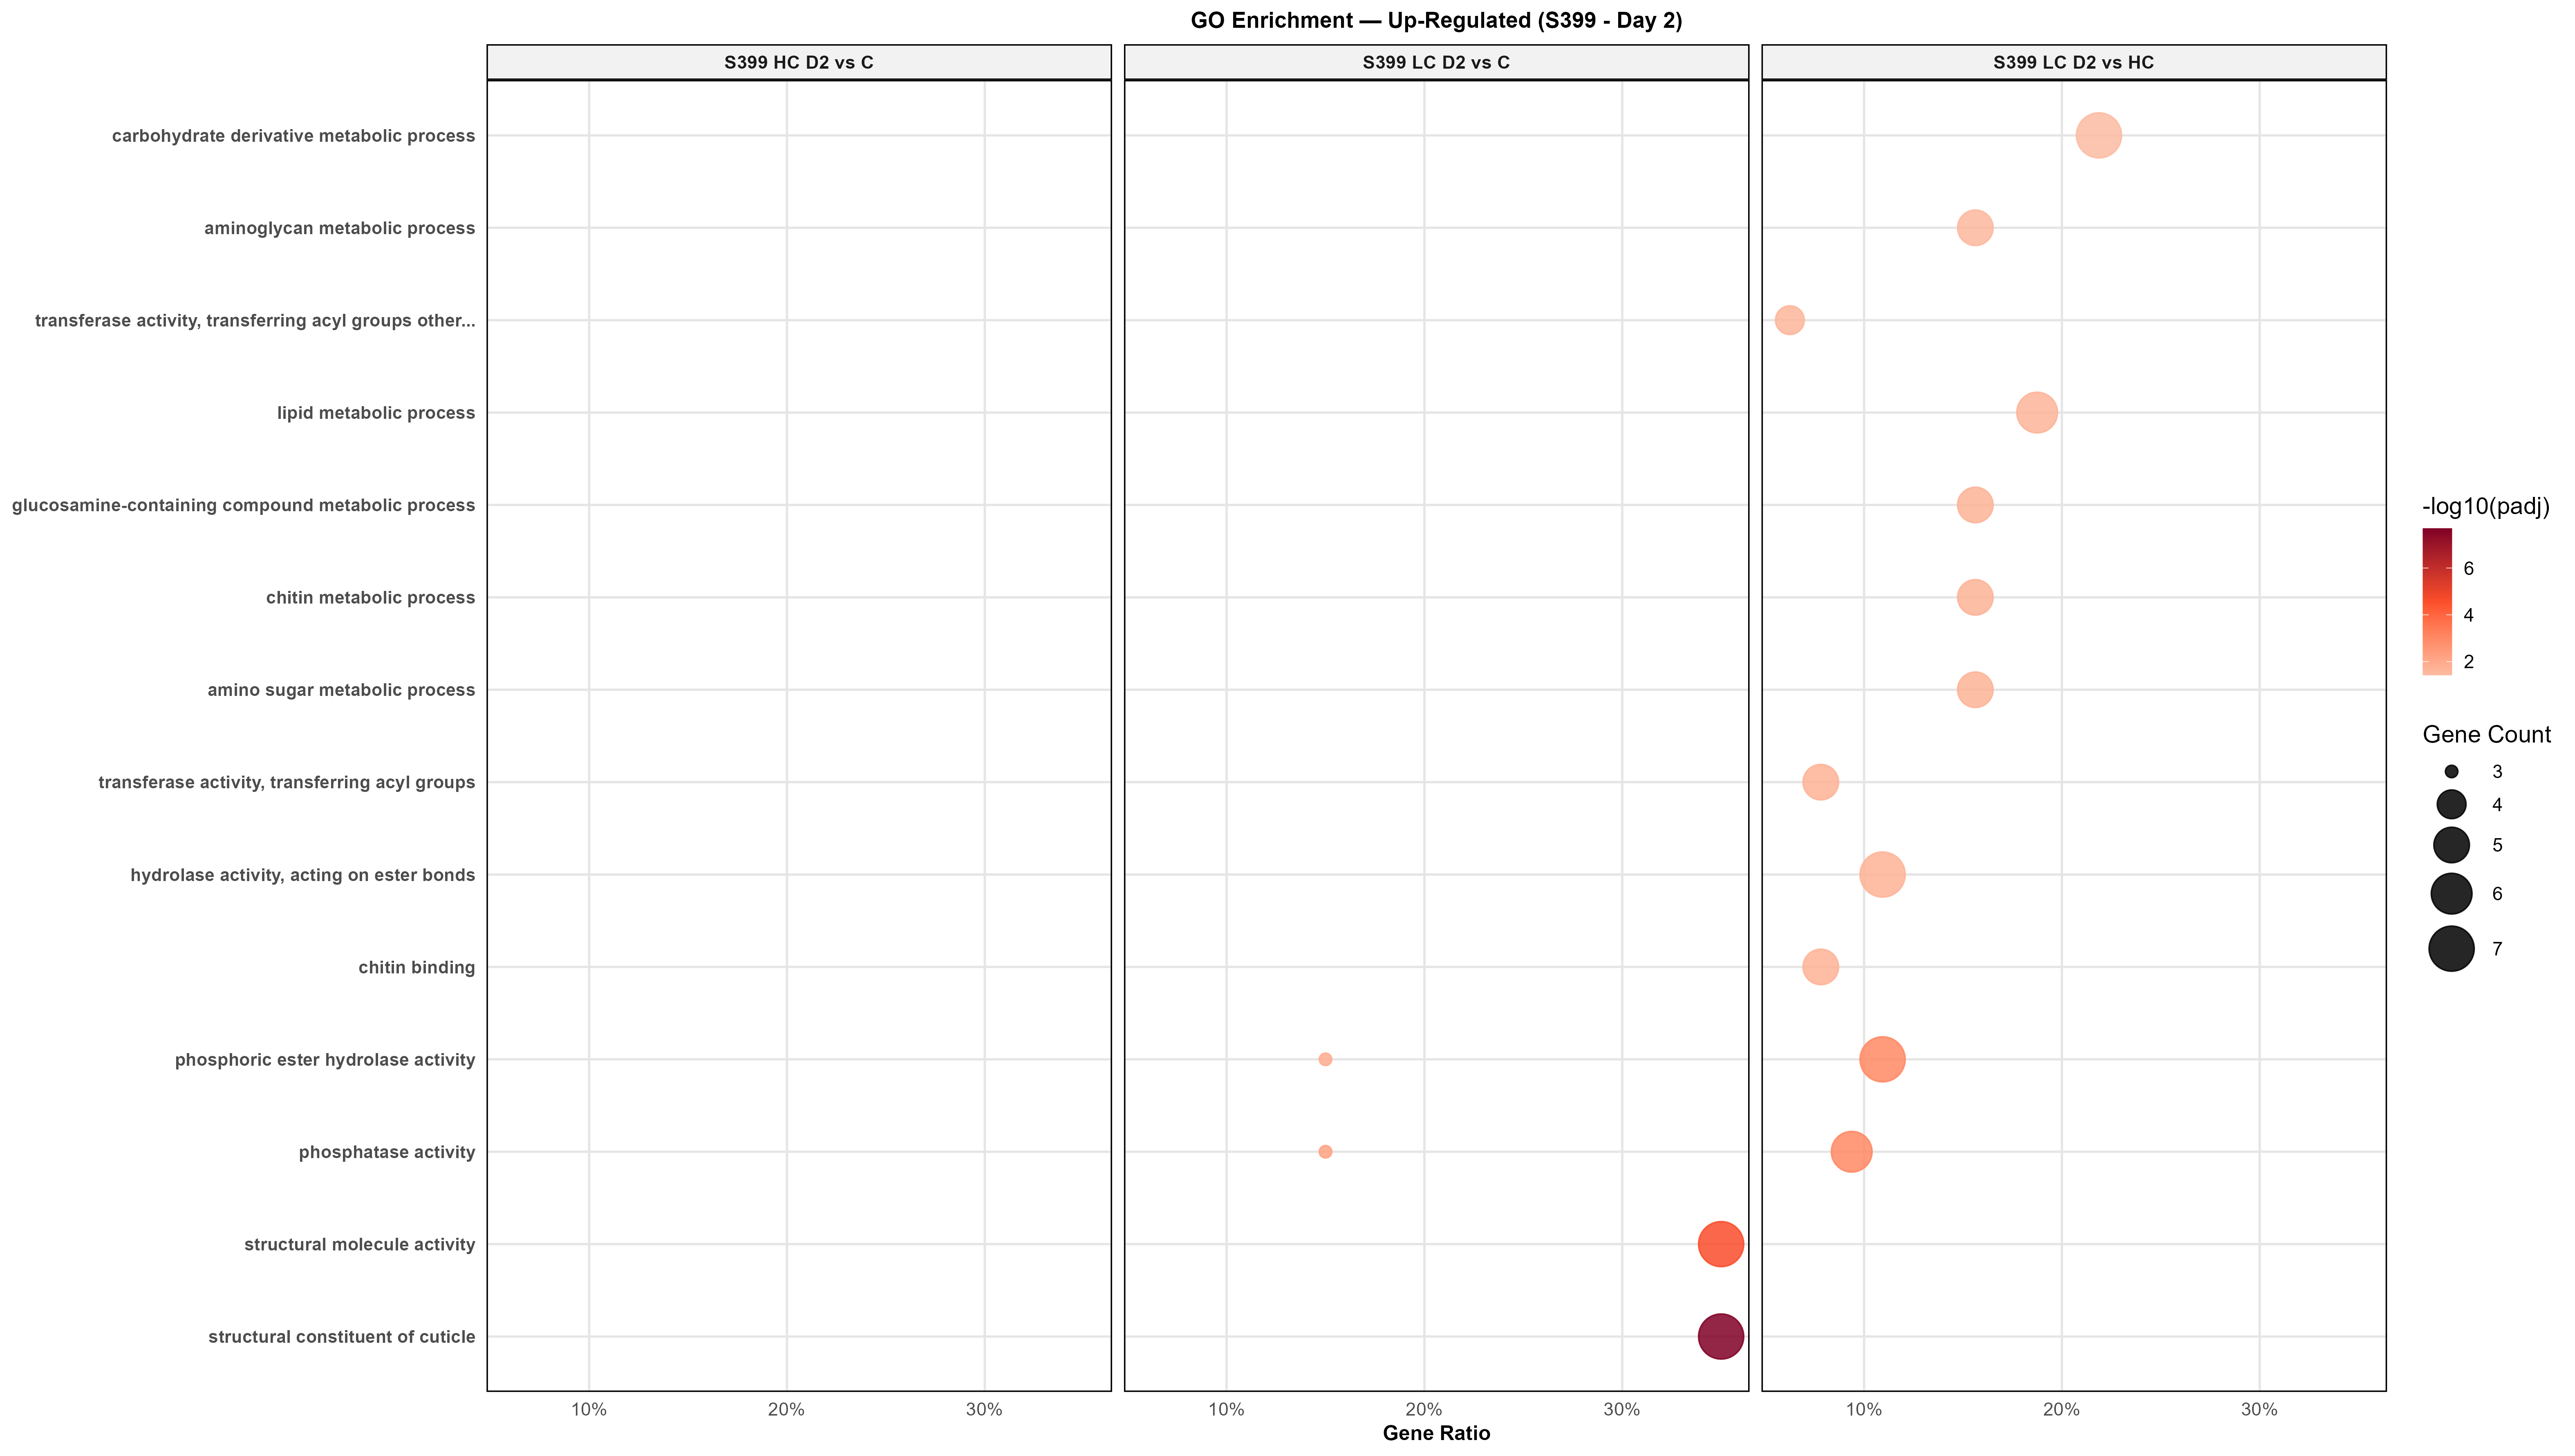 GO Enrichment — Up-Regulated (S399 - Day 2)
S399 HC D2 vs C
S399 LC D2 vs C
S399 LC D2 vs HC
carbohydrate derivative metabolic process
aminoglycan metabolic process
transferase activity, transferring acyl groups other...
lipid metabolic process
glucosamine-containing compound metabolic process
chitin metabolic process
amino sugar metabolic process
transferase activity, transferring acyl groups
hydrolase activity, acting on ester bonds
chitin binding
phosphoric ester hydrolase activity
phosphatase activity
structural molecule activity
structural constituent of cuticle
10% 20% 30%
10% 20% 30%
10% 20% 30%
Gene Ratio
-log10(padj)
6
4
2
Gene Count
3
4
5
6
7